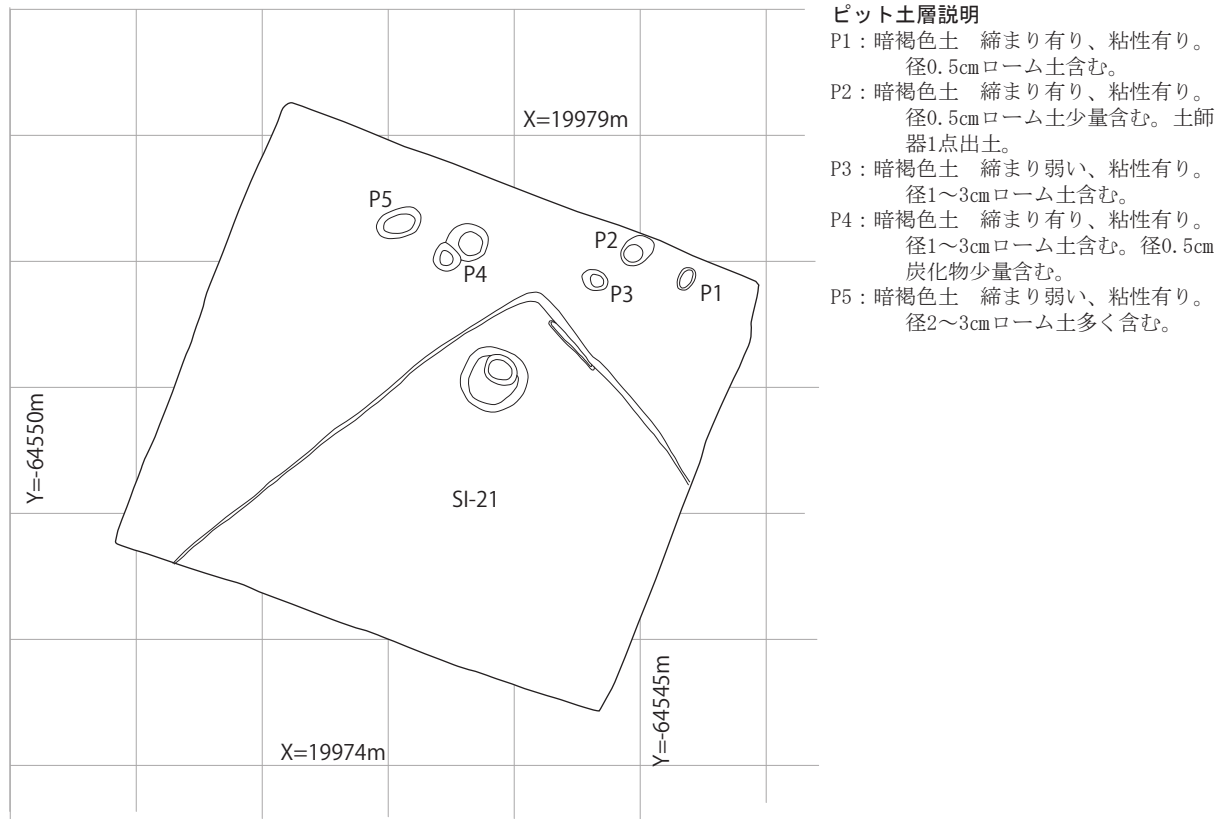 ピット土層説明
P1：暗褐色土　締まり有り、粘性有り。
径0.5㎝ローム土含む。
P2：暗褐色土　締まり有り、粘性有り。
径0.5㎝ローム土少量含む。土師
器1点出土。
P3：暗褐色土　締まり弱い、粘性有り。
径1～3㎝ローム土含む。
P4：暗褐色土　締まり有り、粘性有り。
径1～3㎝ローム土含む。径0.5㎝
炭化物少量含む。
P5：暗褐色土　締まり弱い、粘性有り。
径2～3㎝ローム土多く含む。
X=19979m
P5
P4
P2
P3
P1
Y=-64550m
SI-21
Y=-64545m
X=19974m